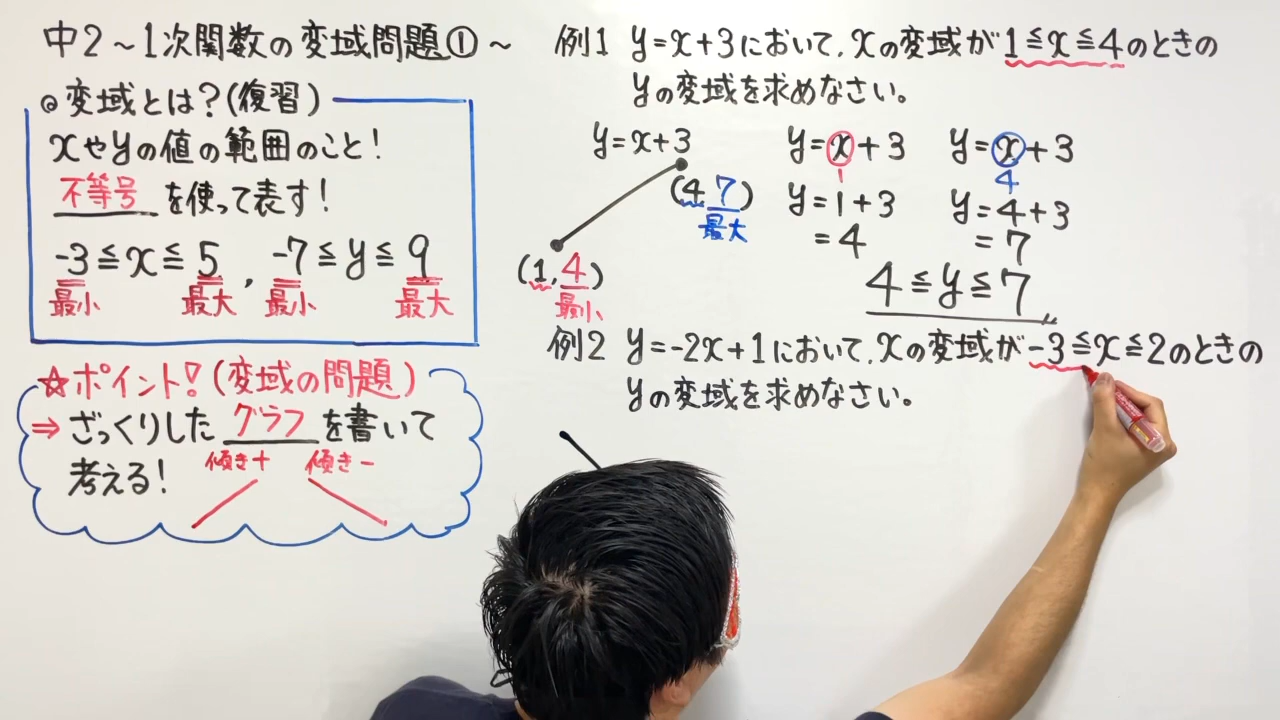 中2～1次関数の変域問題①～
◎変域とは？(復習)
xやyの値の範囲のこと！
不等号を使って表す！
-3≦x≦5, -7≦y≦9
最小 最大 最小 最大
☆ポイント！(変域の問題)
⇒ざっくりしたグラフを書いて
考える！
傾き+ 傾き-
例1 y=x+3において、xの変域が1≦x≦4のときの
yの変域を求めなさい。
y=x+3
(4,7)
最大
(1,4)
最小
y=x+3
1
y=1+3
=4
y=x+3
4
y=4+3
=7
4≦y≦7
例2 y=-2x+1において、xの変域が-3≦x≦2のときの
yの変域を求めなさい。